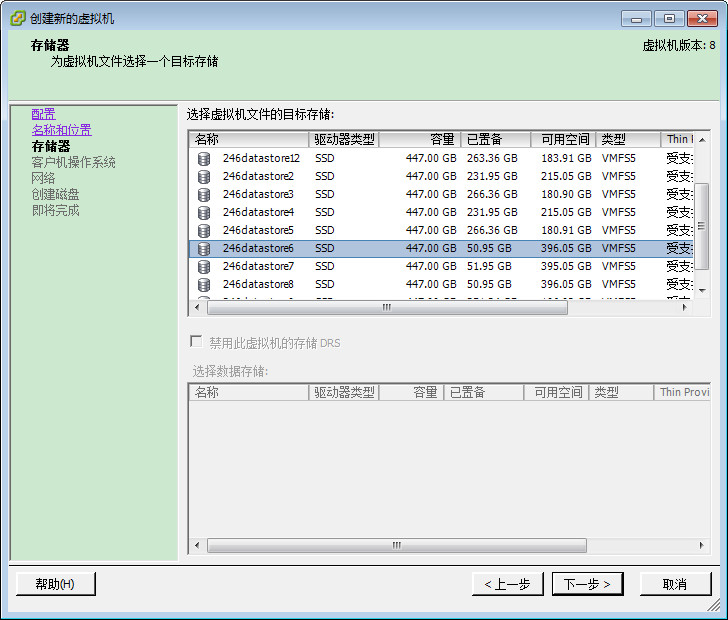 创建新的虚拟机
存储器
为虚拟机文件选择一个目标存储
虚拟机版本: 8
配置
名称和位置
存储器
客户机操作系统
网络
创建磁盘
即将完成
选择虚拟机文件的目标存储:
名称 驱动器类型 容量 已置备 可用空间 类型 Thin
246datastore12 SSD 447.00 GB 263.36 GB 183.91 GB VMFS5 受支
246datastore2 SSD 447.00 GB 231.95 GB 215.05 GB VMFS5 受支
246datastore3 SSD 447.00 GB 266.36 GB 180.90 GB VMFS5 受支
246datastore4 SSD 447.00 GB 231.95 GB 215.05 GB VMFS5 受支
246datastore5 SSD 447.00 GB 266.36 GB 180.91 GB VMFS5 受支
246datastore6 SSD 447.00 GB 50.95 GB 396.05 GB VMFS5 受支
246datastore7 SSD 447.00 GB 51.95 GB 395.05 GB VMFS5 受支
246datastore8 SSD 447.00 GB 50.95 GB 396.05 GB VMFS5 受支
禁用此虚拟机的存储 DRS
选择数据存储:
名称 驱动器类型 容量 已置备 可用空间 类型 Thin Provi
帮助(H) < 上一步 下一步 > 取消